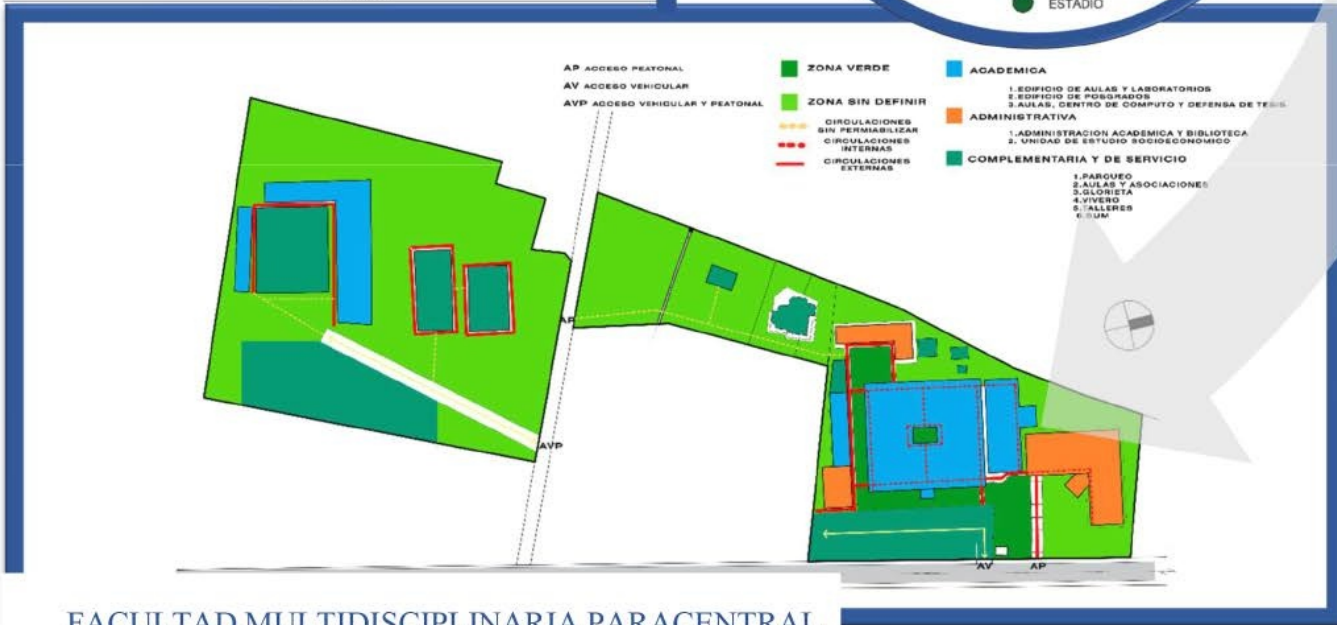 ESTADIO
AP ACCESO PEATONAL
AV ACCESO VEHICULAR
AVP ACCESO VEHICULAR Y PEATONAL
ZONA VERDE
ZONA SIN DEFINIR
CIRCULACIONES
SIN PERMIABILIZAR
CIRCULACIONES
INTERNAS
CIRCULACIONES
EXTERNAS
ACADEMICA
1.EDIFICIO DE AULAS Y LABORATORIOS
2.EDIFICIO DE POSGRADOS
3.AULAS, CENTRO DE COMPUTO Y DEFENSA DE TESIS.
ADMINISTRATIVA
1.ADMINISTRACION ACADEMICA Y BIBLIOTECA
2. UNIDAD DE ESTUDIO SOCIOECONOMICO
COMPLEMENTARIA Y DE SERVICIO
1.PARQUEO
2.AULAS Y ASOCIACIONES
3.GLORIETA
4.VIVERO
5.TALLERES
6.SUM
AP
AVP
AV
AP
FACULTAD MULTIDISCIPLINARIA PARACENTRAL